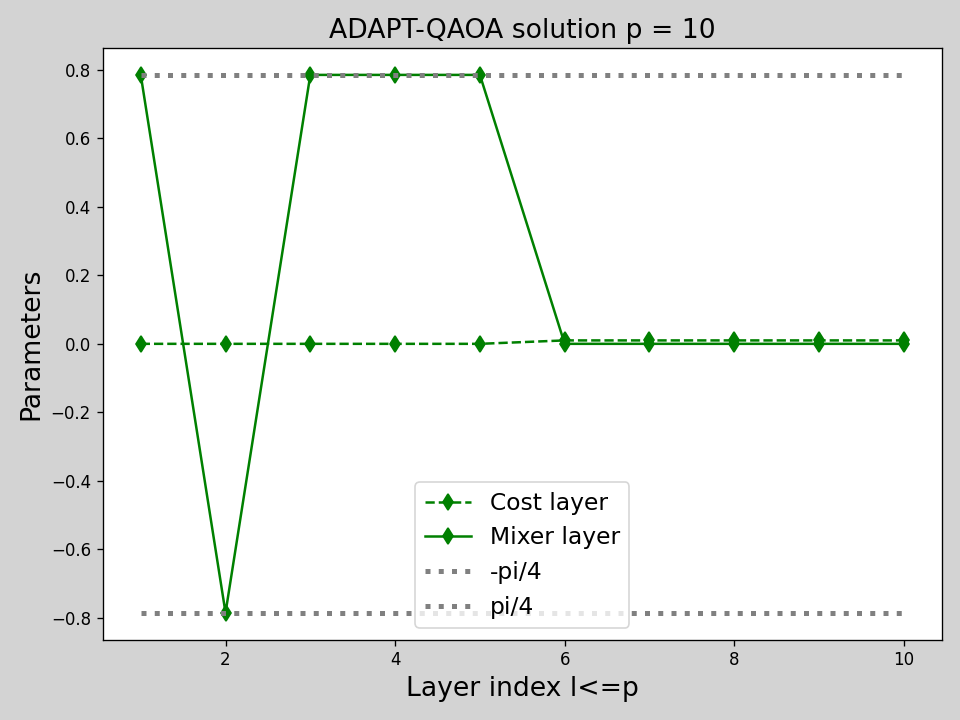 ADAPT-QAOA solution p = 10
Parameters
0.8
0.6
0.4
0.2
0.0
−0.2
−0.4
−0.6
−0.8
Cost layer
Mixer layer
-pi/4
pi/4
2 4 6 8 10
Layer index l<=p